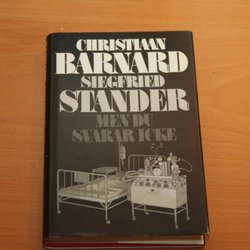 CHRISTIAAN
BARNARD
SIEGFRIED
STANDER
MEN DU
SVARAR ICKE